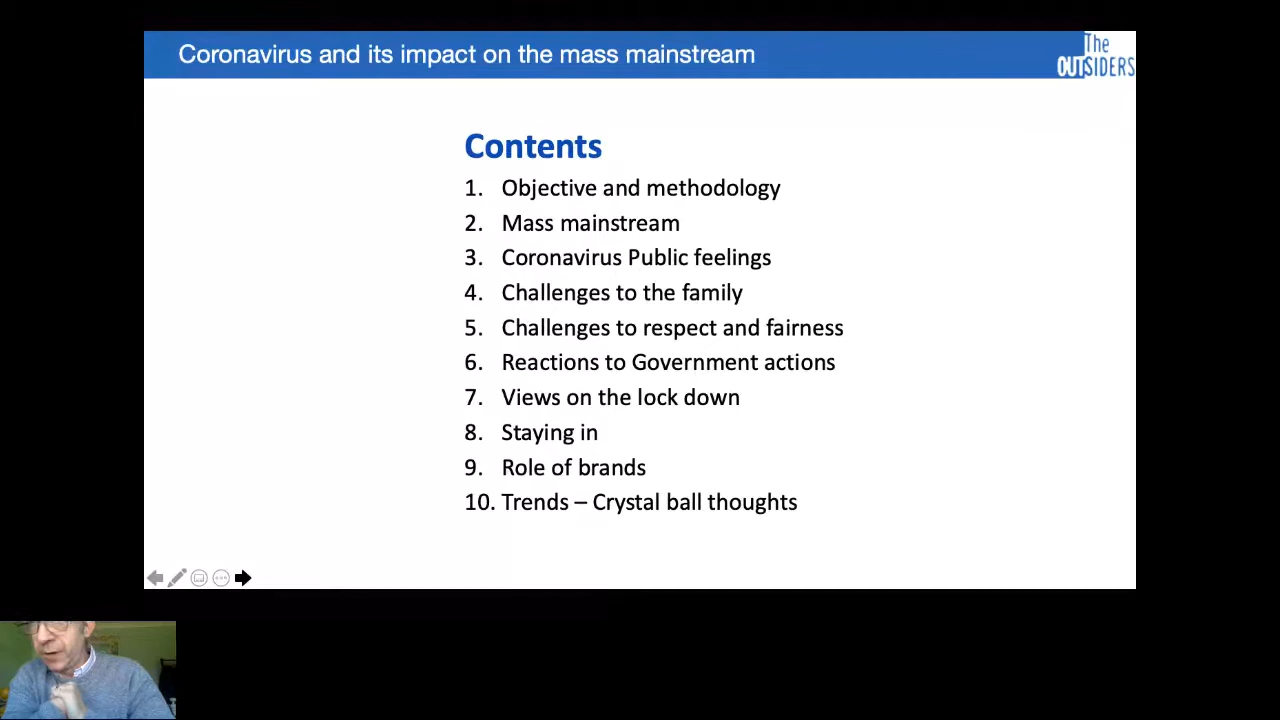 Coronavirus and its impact on the mass mainstream
The
OUTSIDERS
Contents
1. Objective and methodology
2. Mass mainstream
3. Coronavirus Public feelings
4. Challenges to the family
5. Challenges to respect and fairness
6. Reactions to Government actions
7. Views on the lock down
8. Staying in
9. Role of brands
10. Trends – Crystal ball thoughts